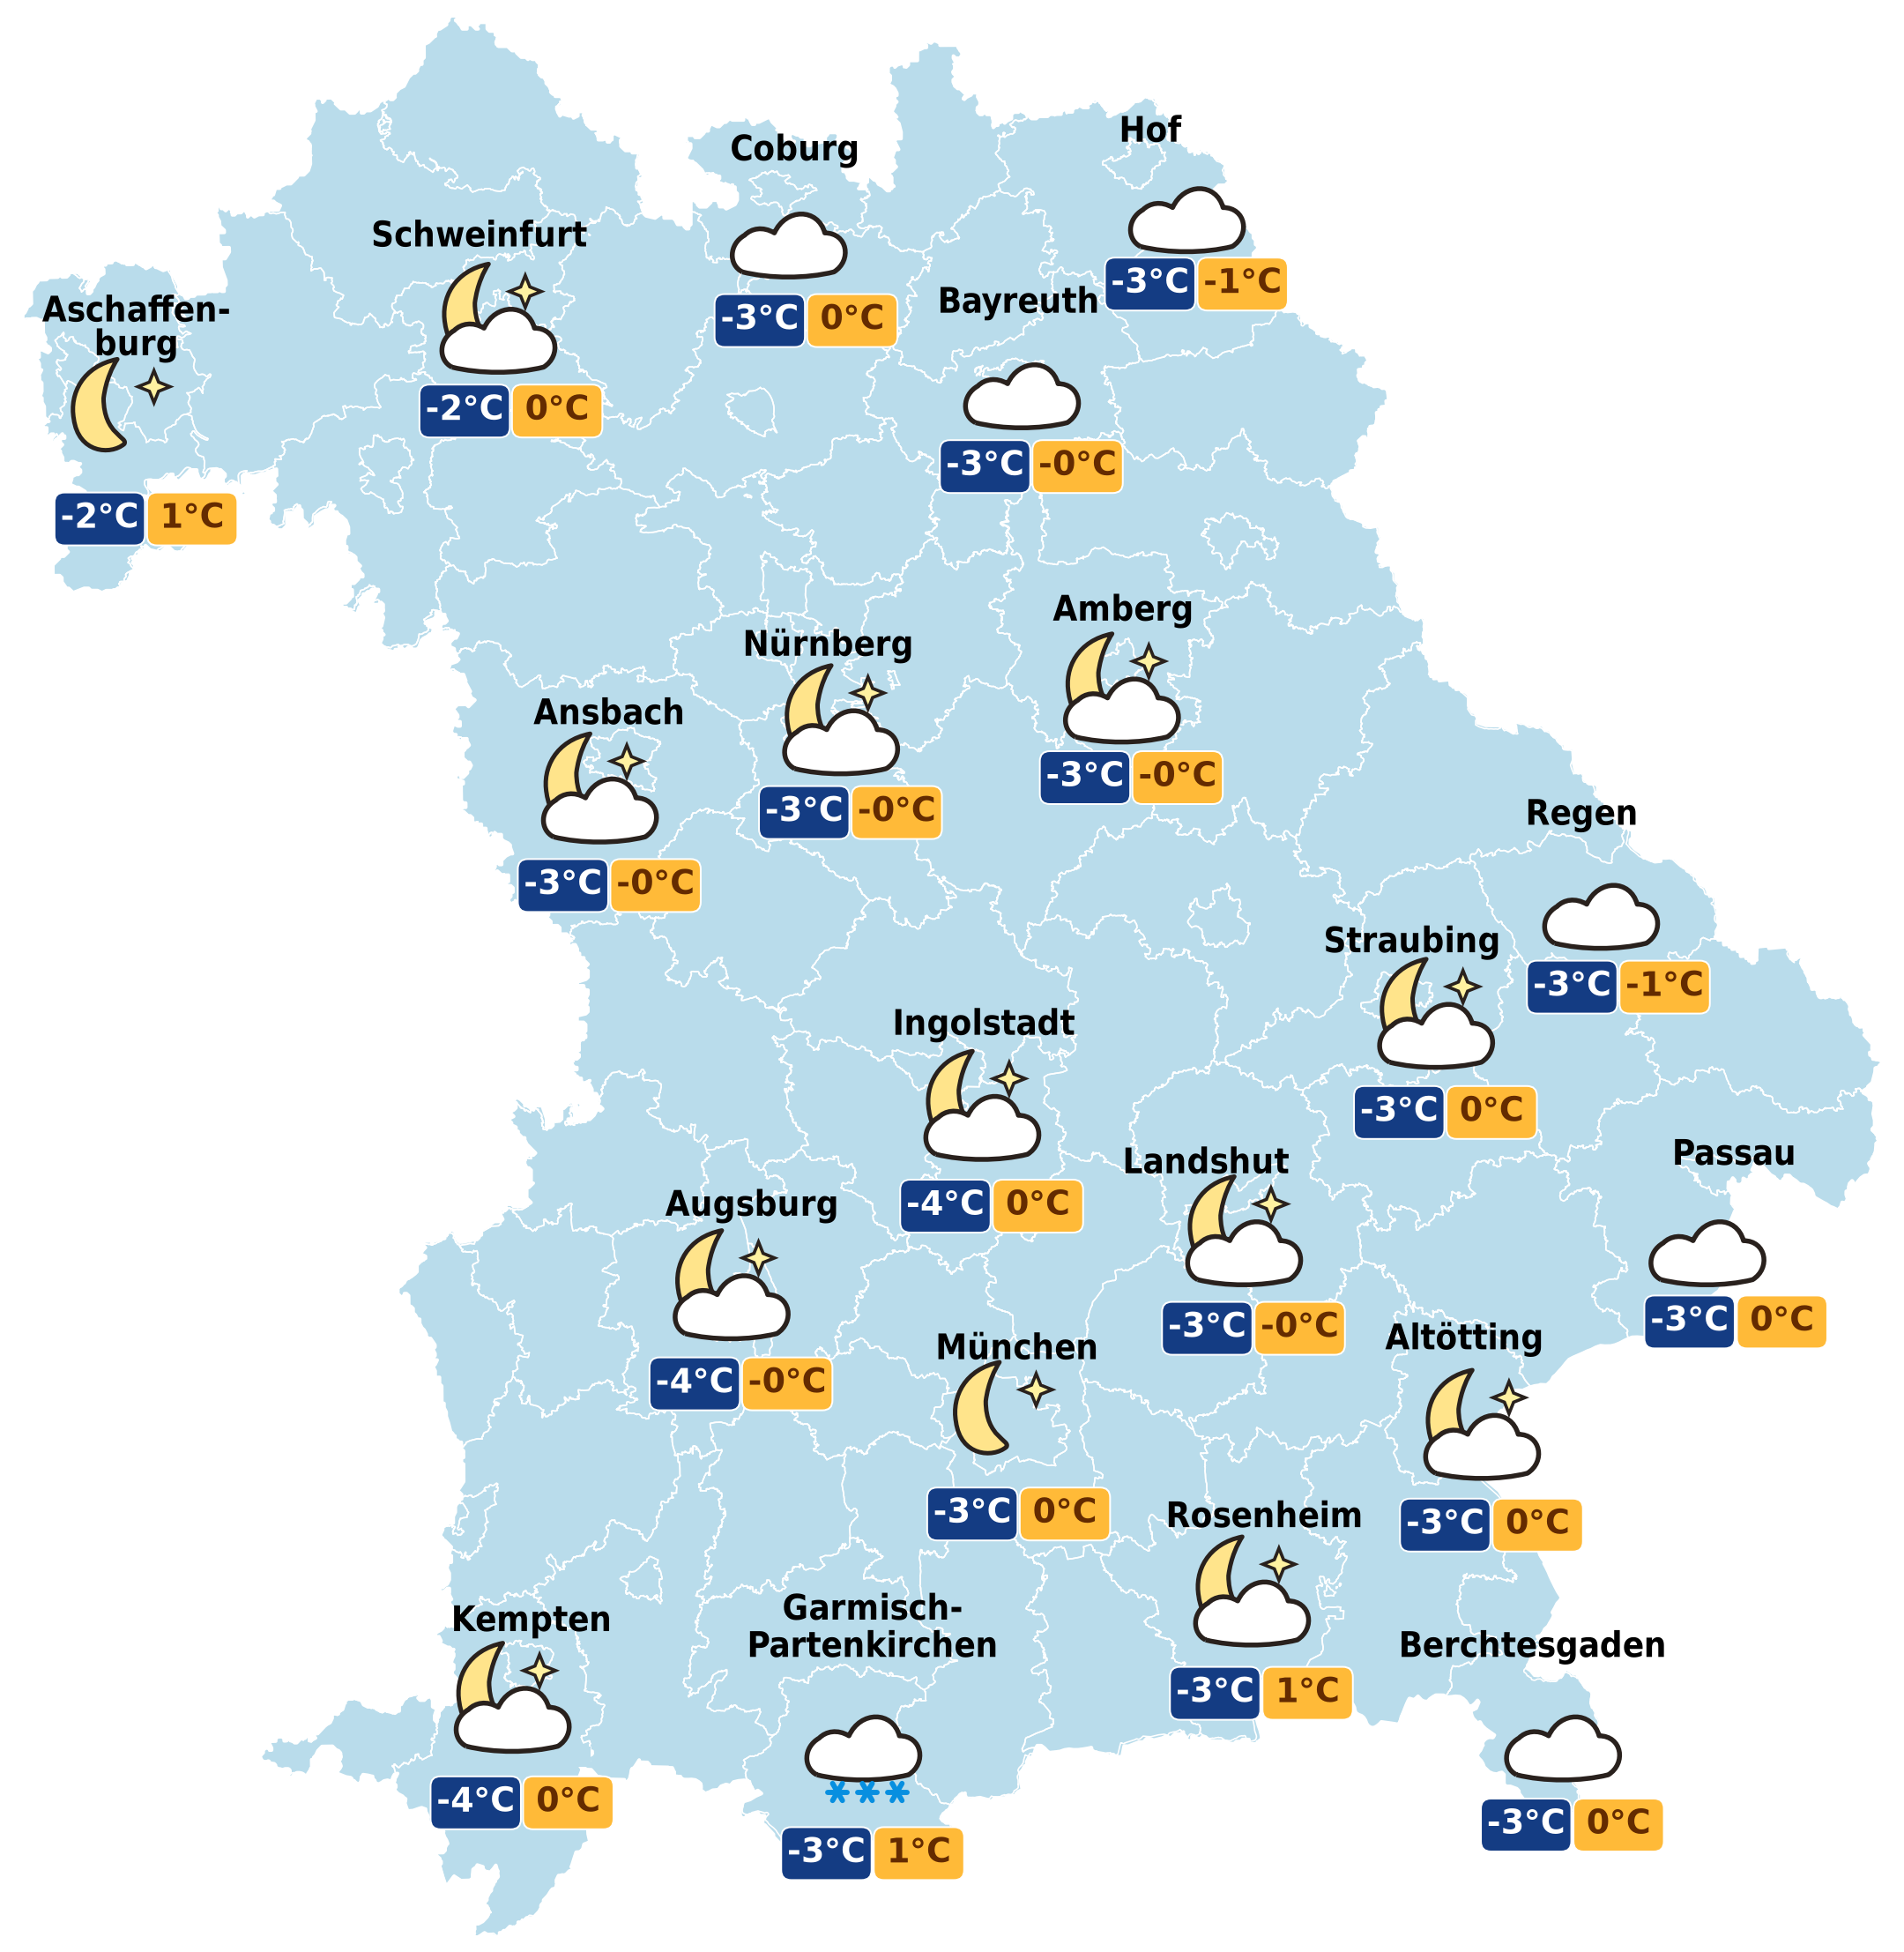 Hof
-3°C -1°C
Coburg
-3°C 0°C
Schweinfurt
-2°C 0°C
Bayreuth
-3°C -0°C
Aschaffen-
burg
-2°C 1°C
Amberg
-3°C -0°C
Nürnberg
-3°C -0°C
Ansbach
-3°C -0°C
Regen
-3°C -1°C
Straubing
-3°C 0°C
Ingolstadt
-4°C 0°C
Passau
-3°C 0°C
Landshut
-3°C -0°C
Augsburg
-4°C -0°C
Altötting
-3°C 0°C
München
-3°C 0°C
Rosenheim
-3°C 1°C
Garmisch-
Partenkirchen
-3°C 1°C
Kempten
-4°C 0°C
Berchtesgaden
-3°C 0°C